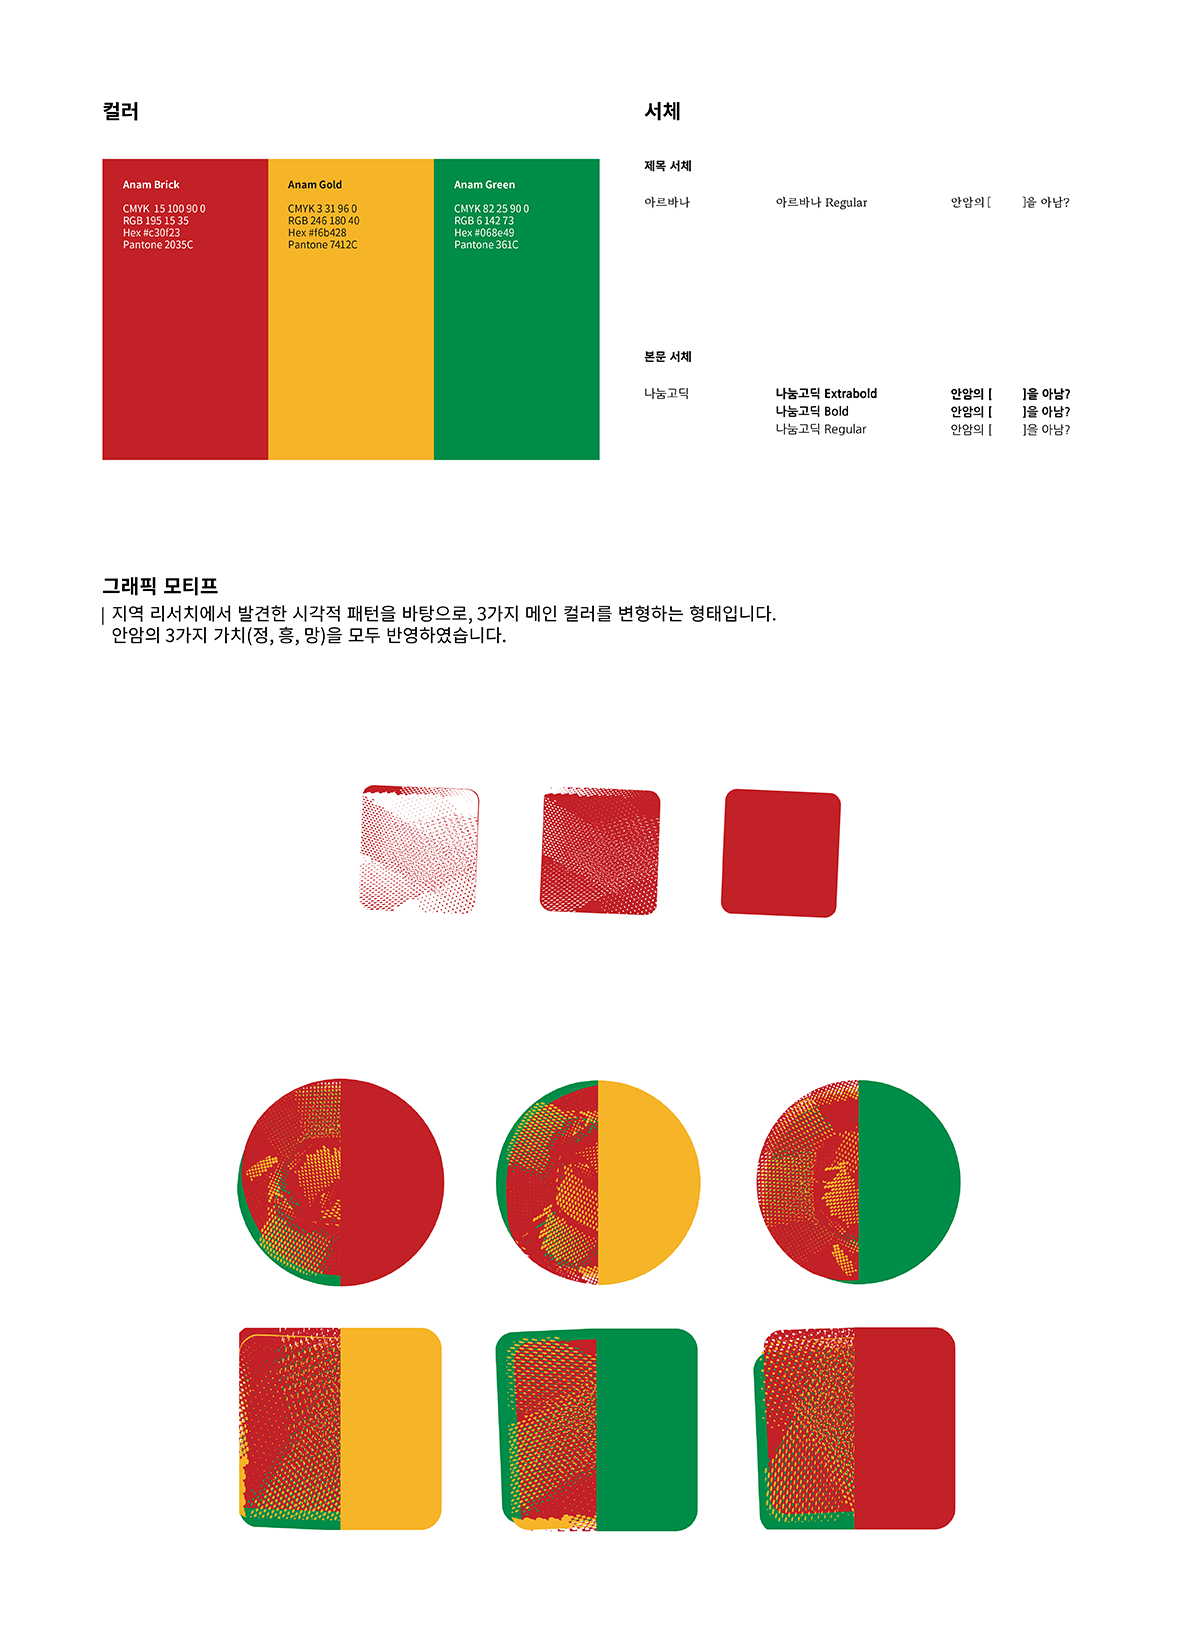 컬러
Anam Brick
CMYK 15 100 90 0
RGB 195 15 35
Hex #c30f23
Pantone 2035C
Anam Gold
CMYK 3 31 96 0
RGB 246 180 40
Hex #f6b428
Pantone 7412C
Anam Green
CMYK 82 25 90 0
RGB 6 142 73
Hex #068e49
Pantone 361C
서체
제목 서체
아르바나 아르바나 Regular 안암의 [ ]을 아남?
본문 서체
나눔고딕 나눔고딕 Extrabold 안암의 [ ]을 아남?
나눔고딕 Bold 안암의 [ ]을 아남?
나눔고딕 Regular 안암의 [ ]을 아남?
그래픽 모티프
지역 리서치에서 발견한 시각적 패턴을 바탕으로, 3가지 메인 컬러를 변형하는 형태입니다.
안암의 3가지 가치(정, 흥, 망)을 모두 반영하였습니다.